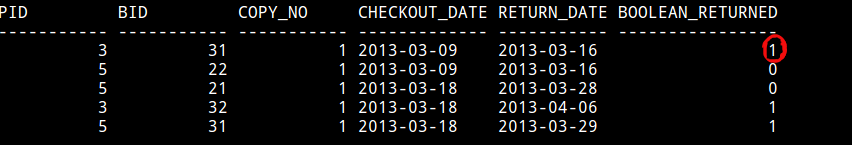 PID BID COPY_NO CHECKOUT_DATE RETURN_DATE BOOLEAN_RETURNED
----------- ----------- ----------- ------------- ----------- ----------------
3 31 1 2013-03-09 2013-03-16 1
5 22 1 2013-03-09 2013-03-16 0
5 21 1 2013-03-18 2013-03-28 0
3 32 1 2013-03-18 2013-04-06 1
5 31 1 2013-03-18 2013-03-29 1